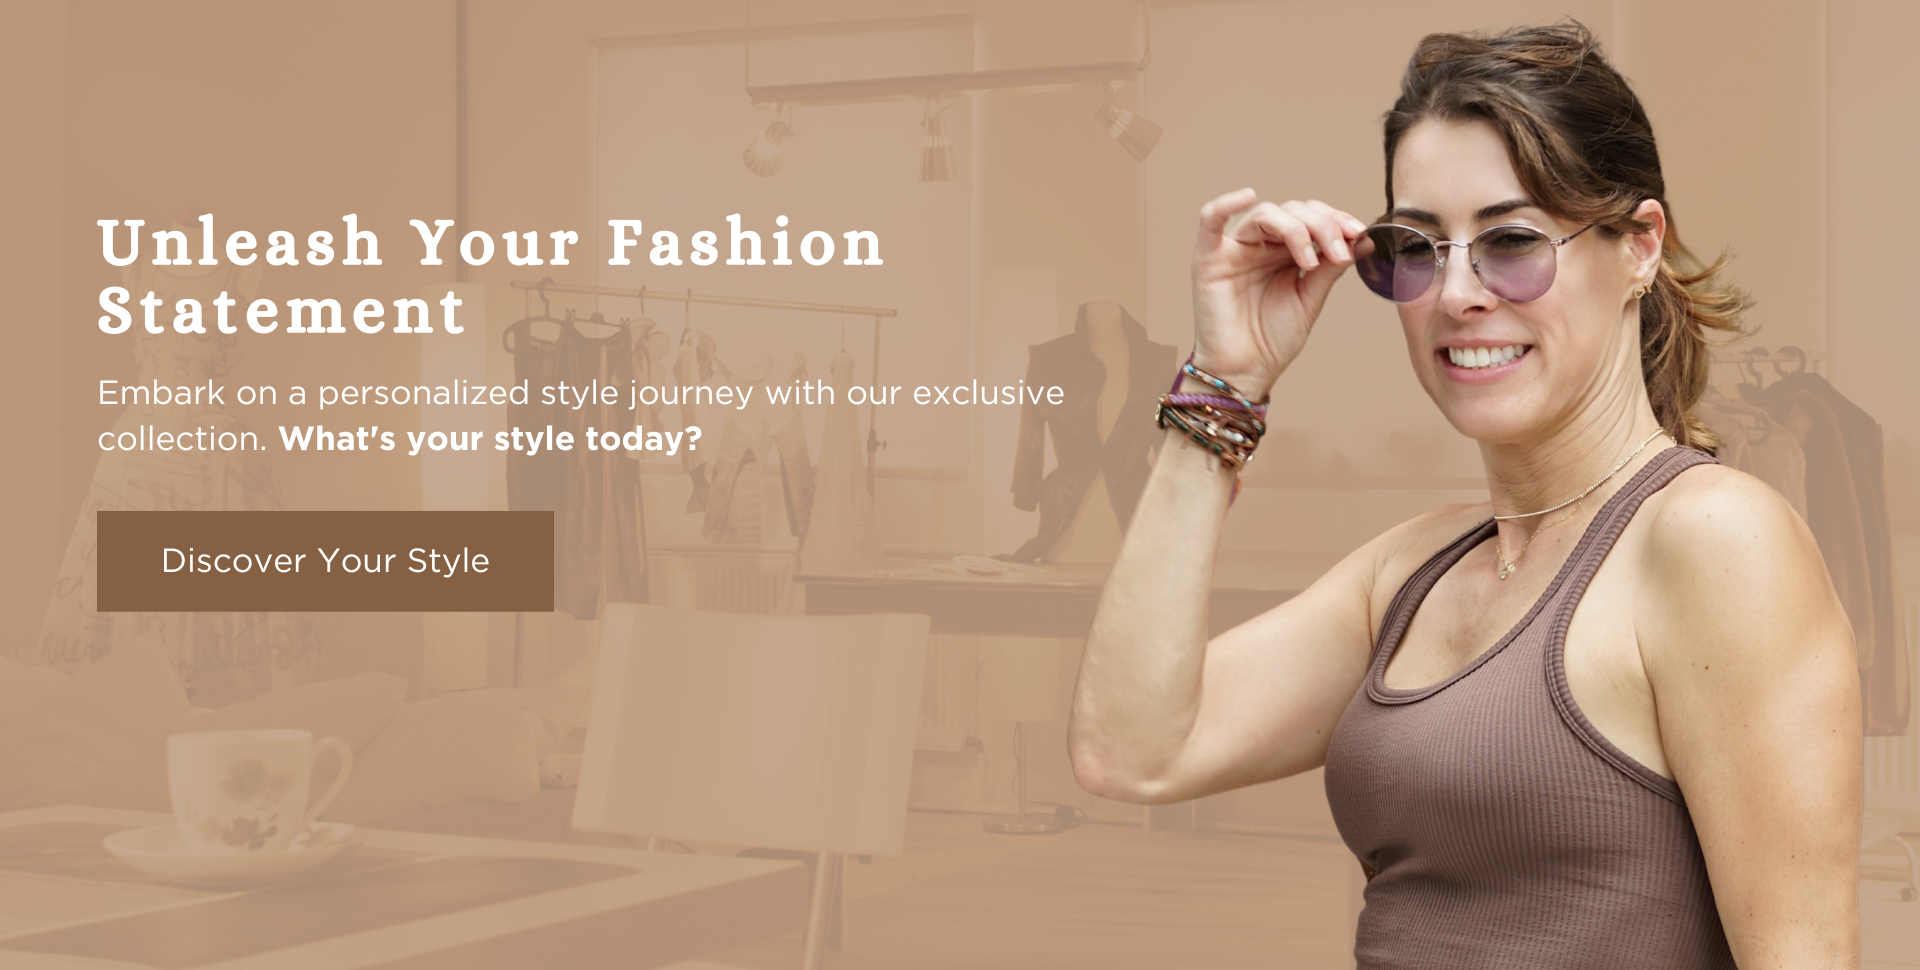 Unleash Your Fashion
Statement
Embark on a personalized style journey with our exclusive
collection. What's your style today?
Discover Your Style